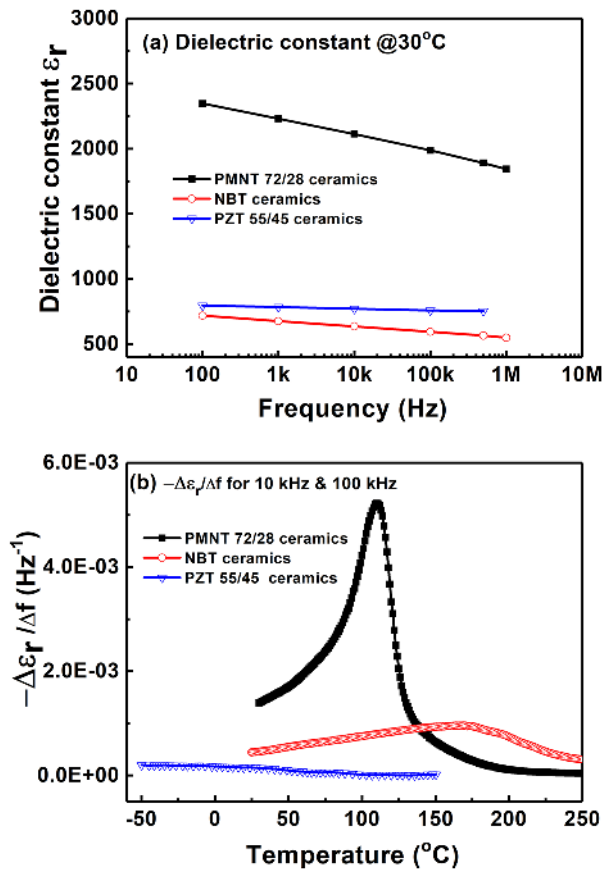 (a) Dielectric constant @30°C
3000
2500
2000
1500
1000
500
Dielectric constant εr
PMNT 72/28 ceramics
NBT ceramics
PZT 55/45 ceramics
10 100 1k 10k 100k 1M 10M
Frequency (Hz)
(b) −Δεr/Δf for 10 kHz & 100 kHz
6.0E-03
4.0E-03
2.0E-03
0.0E+00
−Δεr/Δf (Hz-1)
PMNT 72/28 ceramics
NBT ceramics
PZT 55/45 ceramics
-50 0 50 100 150 200 250
Temperature (°C)